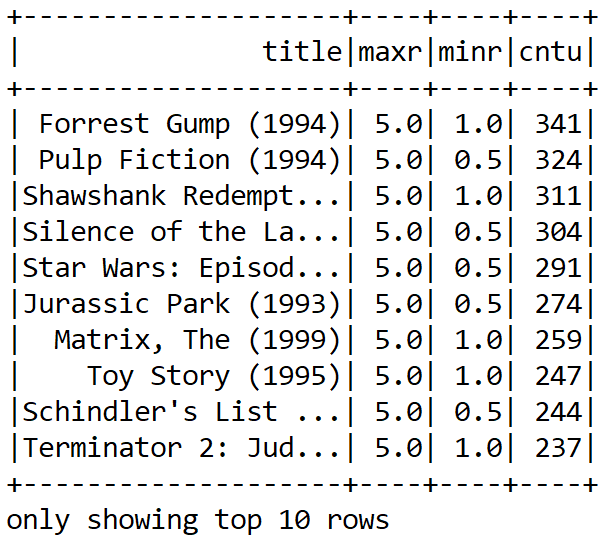 +--------------------+----+----+----+
|               title|maxr|minr|cntu|
+--------------------+----+----+----+
| Forrest Gump (1994)| 5.0| 1.0| 341|
| Pulp Fiction (1994)| 5.0| 0.5| 324|
|Shawshank Redempt...| 5.0| 1.0| 311|
|Silence of the La...| 5.0| 0.5| 304|
|Star Wars: Episod...| 5.0| 0.5| 291|
|Jurassic Park (1993)| 5.0| 0.5| 274|
|  Matrix, The (1999)| 5.0| 1.0| 259|
|    Toy Story (1995)| 5.0| 1.0| 247|
|Schindler's List ...| 5.0| 0.5| 244|
|Terminator 2: Jud...| 5.0| 1.0| 237|
+--------------------+----+----+----+
only showing top 10 rows